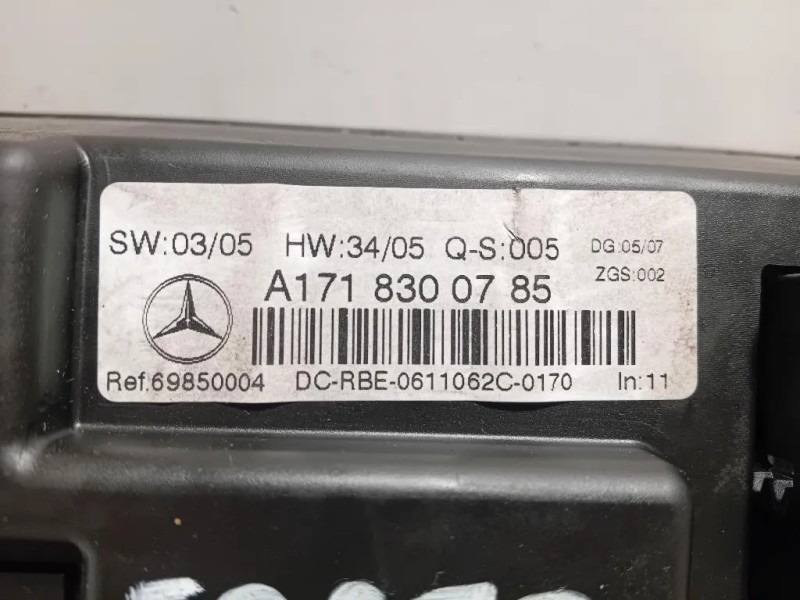 SW:03/05 HW:34/05 Q-S:005 DG:05/07
ZGS:002
A171 830 07 85
Ref.69850004 DC-RBE-0611062C-0170 In:11